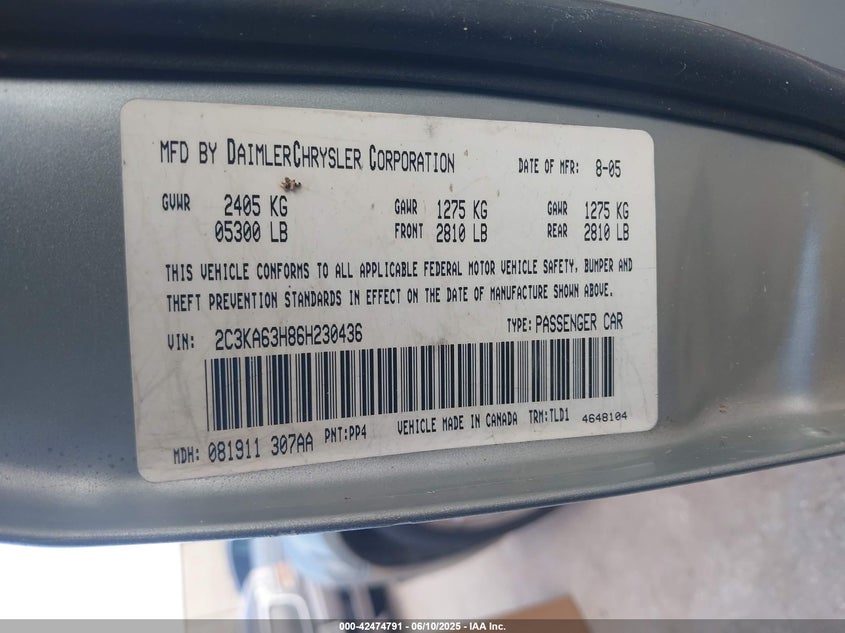 MFD BY DAIMLERCHRYSLER CORPORATION DATE OF MFR: 8-05
GVWR 2405 KG GAWR 1275 KG GAWR 1275 KG
05300 LB FRONT 2810 LB REAR 2810 LB
THIS VEHICLE CONFORMS TO ALL APPLICABLE FEDERAL MOTOR VEHICLE SAFETY, BUMPER AND
THEFT PREVENTION STANDARDS IN EFFECT ON THE DATE OF MANUFACTURE SHOWN ABOVE.
VIN: 2C3KA63H86H230436 TYPE: PASSENGER CAR
MDH: 081911 307AA PNT:PP4 VEHICLE MADE IN CANADA TRM:TLD1 4648104
000-42474791 - 06/10/2025 - IAA Inc.